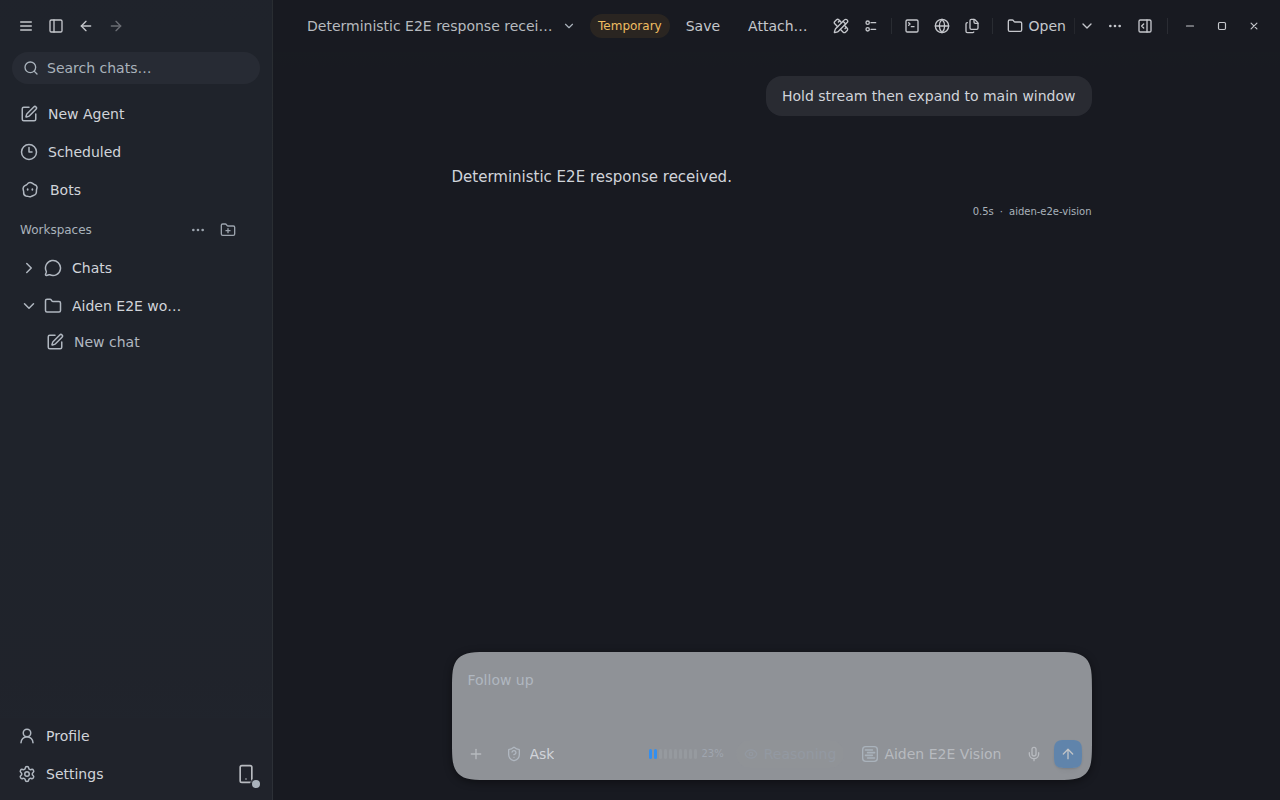 Deterministic E2E response recei…
Temporary
Save
Attach…
Open
Search chats…
New Agent
Scheduled
Bots
Workspaces
Chats
Aiden E2E wo…
New chat
Profile
Settings
Hold stream then expand to main window
Deterministic E2E response received.
0.5s · aiden-e2e-vision
Follow up
Ask
23%
Aiden E2E Vision